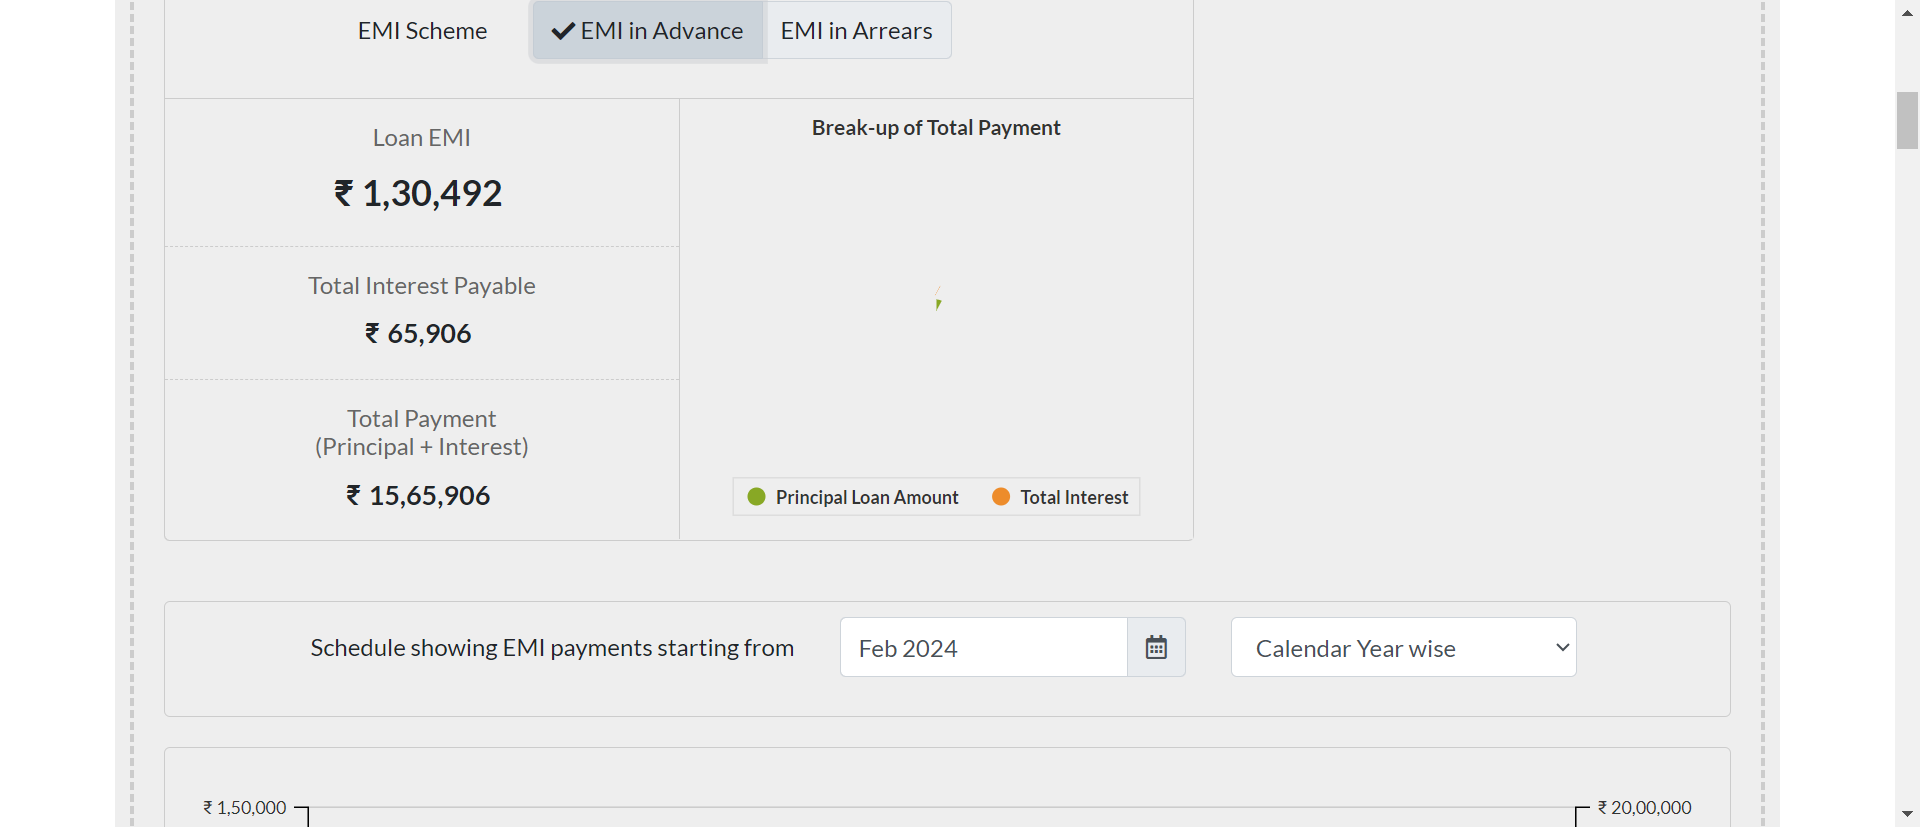 EMI Scheme
EMI in Advance
EMI in Arrears
Loan EMI
₹ 1,30,492
Total Interest Payable
₹ 65,906
Total Payment
(Principal + Interest)
₹ 15,65,906
Break-up of Total Payment
Principal Loan Amount
Total Interest
Schedule showing EMI payments starting from
Feb 2024
Calendar Year wise
₹ 1,50,000
₹ 20,00,000